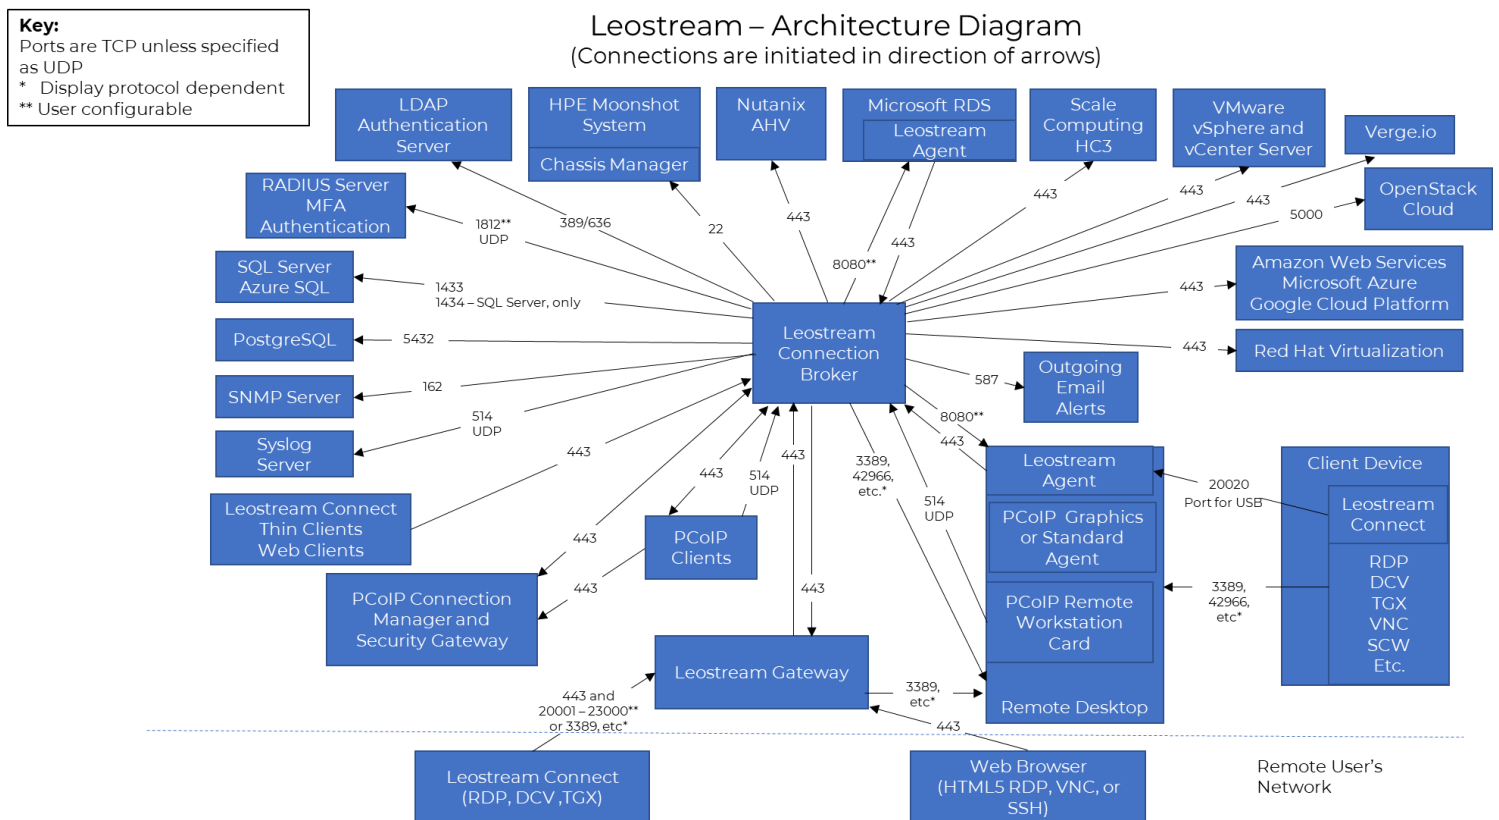 Leostream – Architecture Diagram
(Connections are initiated in direction of arrows)
Key:
Ports are TCP unless specified
as UDP
* Display protocol dependent
** User configurable
LDAP
Authentication
Server
HPE Moonshot
System
Chassis Manager
Nutanix
AHV
Microsoft RDS
Leostream
Agent
Scale
Computing
HC3
VMware
vSphere and
vCenter Server
Verge.io
OpenStack
Cloud
RADIUS Server
MFA
Authentication
1812**
UDP
389/636
22
443
8080**
443
443
443
443
5000
SQL Server
Azure SQL
1433
1434 – SQL Server, only
Amazon Web Services
Microsoft Azure
Google Cloud Platform
443
PostgreSQL
5432
Leostream
Connection
Broker
443
Red Hat Virtualization
SNMP Server
162
587
Outgoing
Email
Alerts
Syslog
Server
514
UDP
443
443
514
UDP
443
3389,
42966,
etc.*
8080**
443
514
UDP
Leostream
Agent
PCoIP Graphics
or Standard
Agent
PCoIP Remote
Workstation
Card
Remote Desktop
20020
Port for USB
Client Device
Leostream
Connect
RDP
DCV
TGX
VNC
SCW
Etc.
3389,
42966,
etc*
Leostream Connect
Thin Clients
Web Clients
443
PCoIP
Clients
443
443
PCoIP Connection
Manager and
Security Gateway
Leostream Gateway
3389,
etc*
443 and
20001 – 23000**
or 3389, etc*
443
Leostream Connect
(RDP, DCV ,TGX)
Web Browser
(HTML5 RDP, VNC, or
SSH)
Remote User's
Network